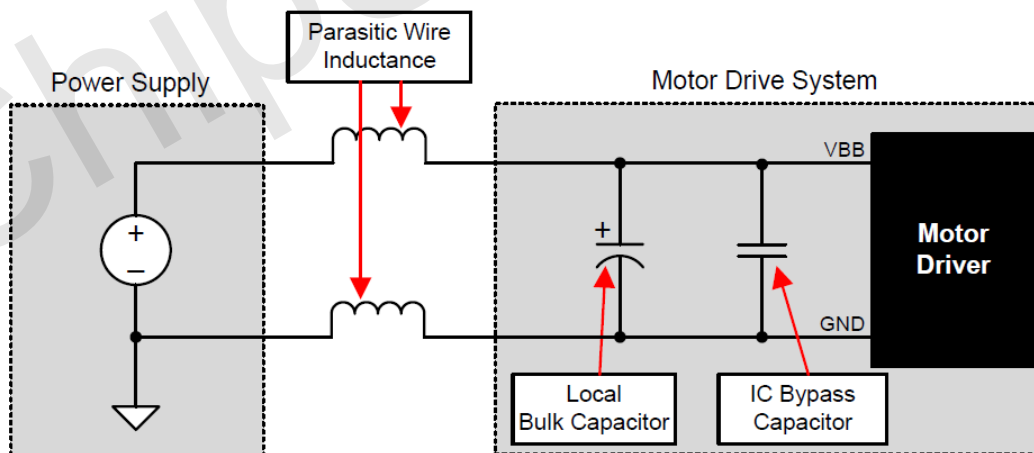 Parasitic Wire
Inductance
Power Supply
Motor Drive System
VBB
+
+
−
Motor
Driver
GND
Local
Bulk Capacitor
IC Bypass
Capacitor